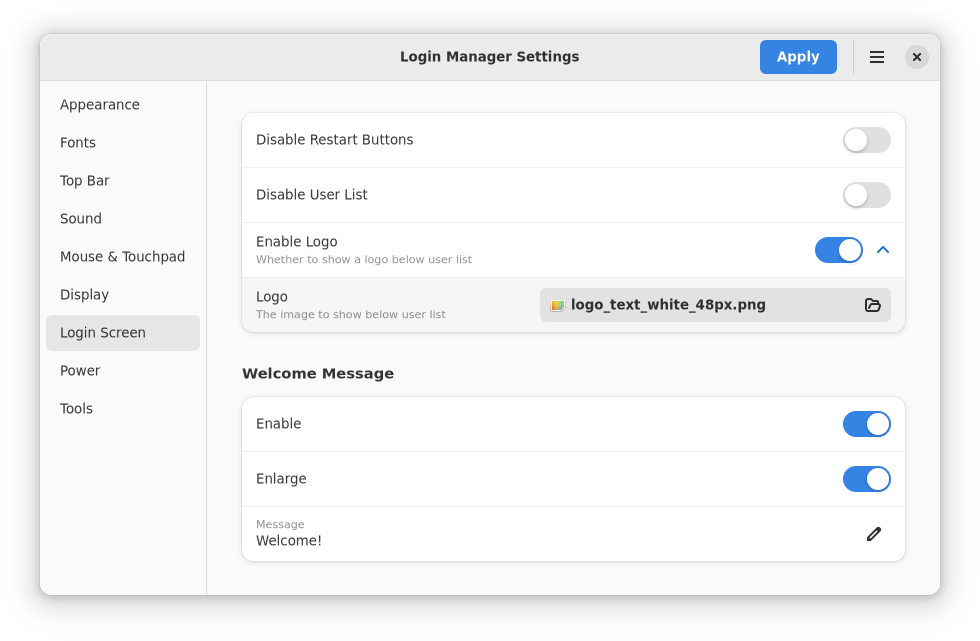 Login Manager Settings
Apply
Appearance
Fonts
Top Bar
Sound
Mouse & Touchpad
Display
Login Screen
Power
Tools
Disable Restart Buttons
Disable User List
Enable Logo
Whether to show a logo below user list
Logo
The image to show below user list
logo_text_white_48px.png
Welcome Message
Enable
Enlarge
Message
Welcome!